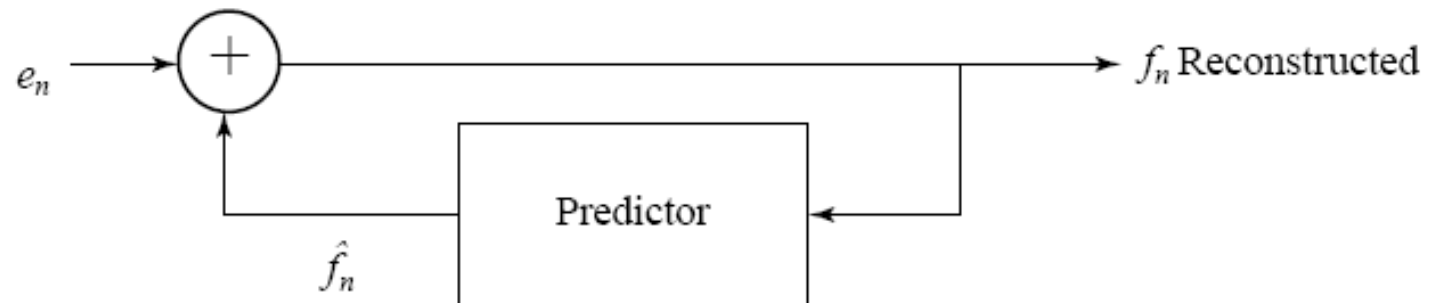 +
e_n
f_n Reconstructed
Predictor
f̂_n